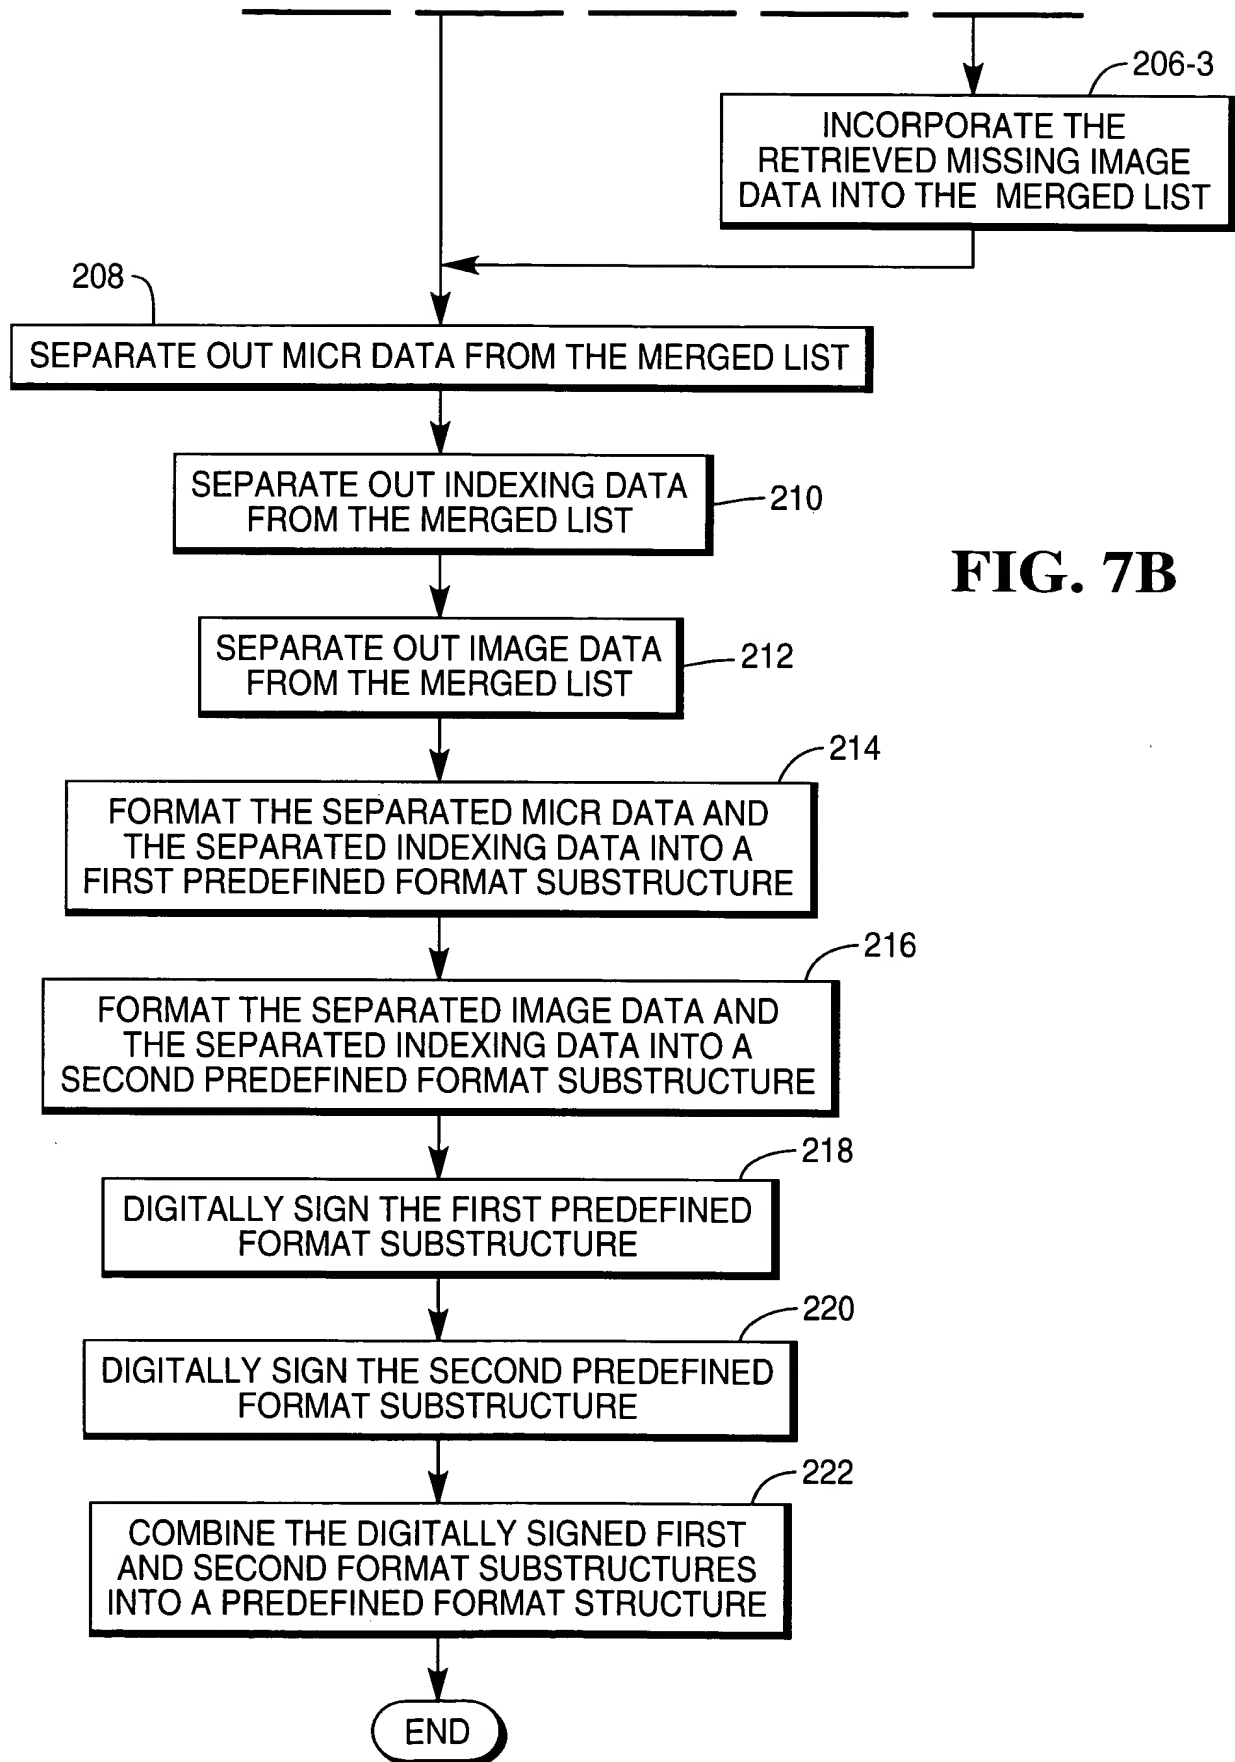 206-3
INCORPORATE THE
RETRIEVED MISSING IMAGE
DATA INTO THE MERGED LIST
208
SEPARATE OUT MICR DATA FROM THE MERGED LIST
SEPARATE OUT INDEXING DATA
FROM THE MERGED LIST
210
FIG. 7B
SEPARATE OUT IMAGE DATA
FROM THE MERGED LIST
212
214
FORMAT THE SEPARATED MICR DATA AND
THE SEPARATED INDEXING DATA INTO A
FIRST PREDEFINED FORMAT SUBSTRUCTURE
216
FORMAT THE SEPARATED IMAGE DATA AND
THE SEPARATED INDEXING DATA INTO A
SECOND PREDEFINED FORMAT SUBSTRUCTURE
218
DIGITALLY SIGN THE FIRST PREDEFINED
FORMAT SUBSTRUCTURE
220
DIGITALLY SIGN THE SECOND PREDEFINED
FORMAT SUBSTRUCTURE
222
COMBINE THE DIGITALLY SIGNED FIRST
AND SECOND FORMAT SUBSTRUCTURES
INTO A PREDEFINED FORMAT STRUCTURE
END